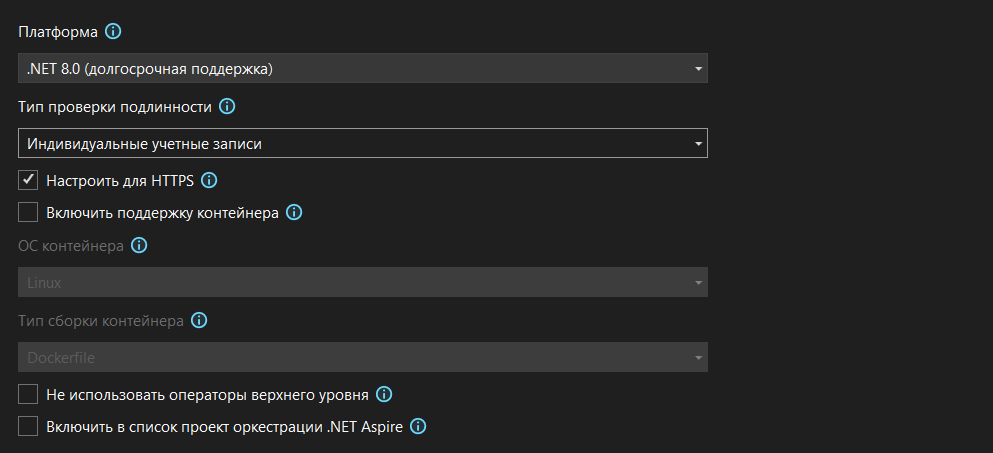 Платформа
.NET 8.0 (долгосрочная поддержка)
Тип проверки подлинности
Индивидуальные учетные записи
Настроить для HTTPS
Включить поддержку контейнера
ОС контейнера
Linux
Тип сборки контейнера
Dockerfile
Не использовать операторы верхнего уровня
Включить в список проект оркестрации .NET Aspire